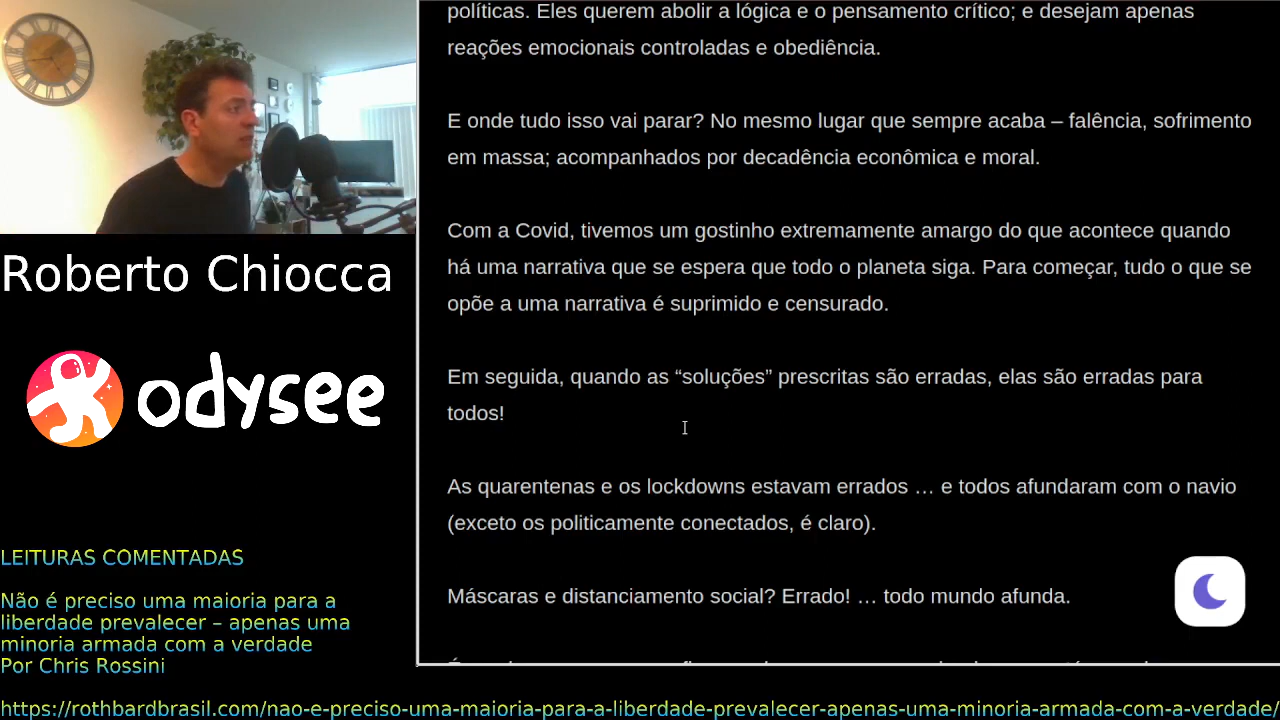 políticas. Eles querem abolir a lógica e o pensamento crítico; e desejam apenas
reações emocionais controladas e obediência.
E onde tudo isso vai parar? No mesmo lugar que sempre acaba – falência, sofrimento
em massa; acompanhados por decadência econômica e moral.
Com a Covid, tivemos um gostinho extremamente amargo do que acontece quando
há uma narrativa que se espera que todo o planeta siga. Para começar, tudo o que se
opõe a uma narrativa é suprimido e censurado.
Em seguida, quando as “soluções” prescritas são erradas, elas são erradas para
todos!
As quarentenas e os lockdowns estavam errados … e todos afundaram com o navio
(exceto os politicamente conectados, é claro).
Máscaras e distanciamento social? Errado! … todo mundo afunda.
Roberto Chiocca
odysee
LEITURAS COMENTADAS
Não é preciso uma maioria para a
liberdade prevalecer – apenas uma
minoria armada com a verdade
Por Chris Rossini
https://rothbardbrasil.com/nao-e-preciso-uma-maioria-para-a-liberdade-prevalecer-apenas-uma-minoria-armada-com-a-verdade/